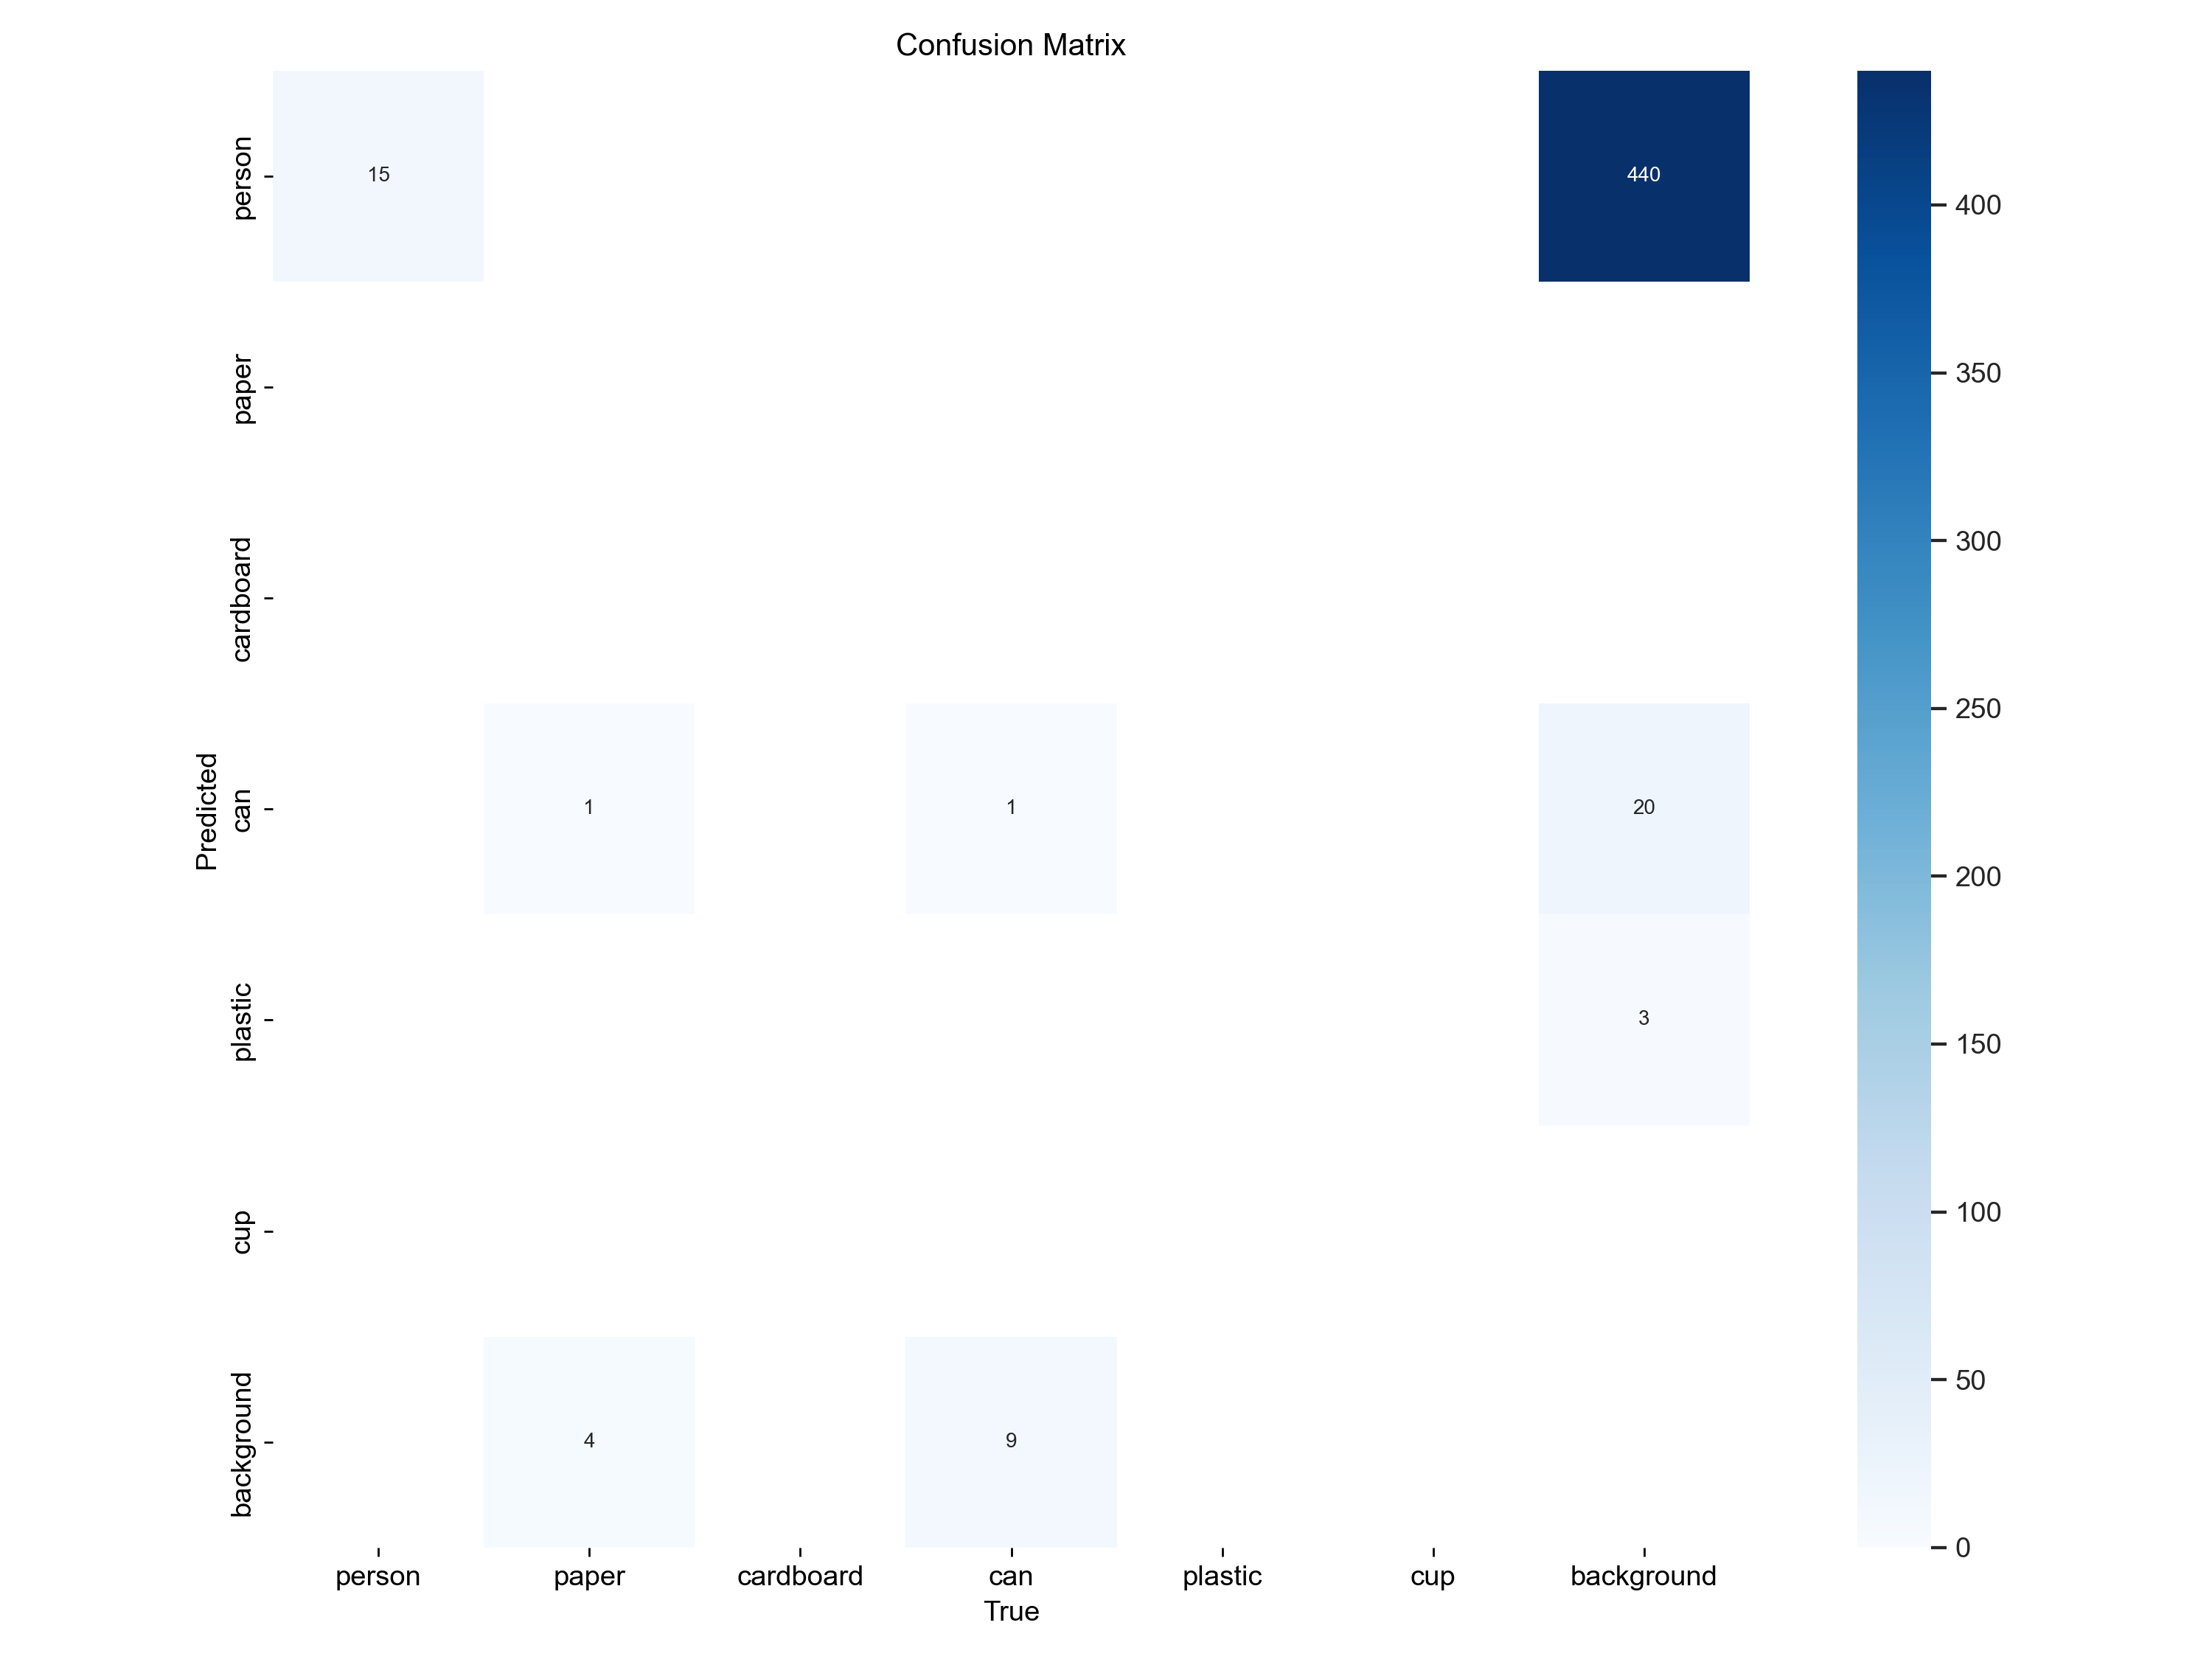 Confusion Matrix
person
15
440
400
paper
350
cardboard
300
250
Predicted
can
1
1
20
200
plastic
3
150
cup
100
background
4
9
50
0
person paper cardboard can plastic cup background
True